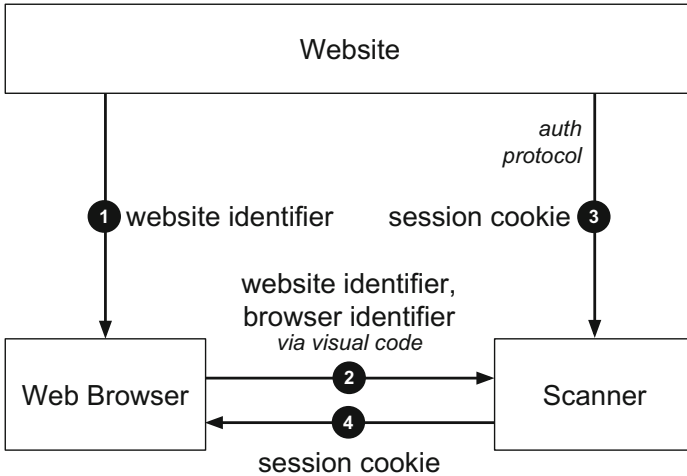 Website
auth
protocol
1 website identifier
session cookie 3
website identifier,
browser identifier
via visual code
2
Web Browser
Scanner
4
session cookie